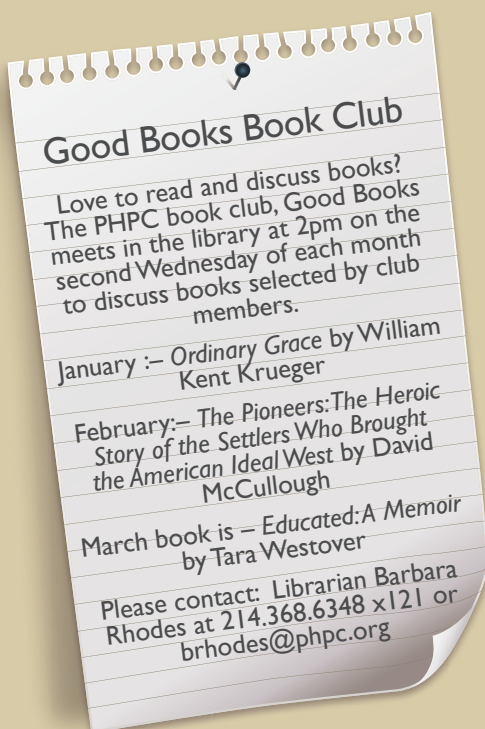 Good Books Book Club
Love to read and discuss books?
The PHPC book club, Good Books
meets in the library at 2pm on the
second Wednesday of each month
to discuss books selected by club
members.
January :– Ordinary Grace by William
Kent Krueger
February:– The Pioneers: The Heroic
Story of the Settlers Who Brought
the American Ideal West by David
McCullough
March book is – Educated: A Memoir
by Tara Westover
Please contact: Librarian Barbara
Rhodes at 214.368.6348 x121 or
brhodes@phpc.org